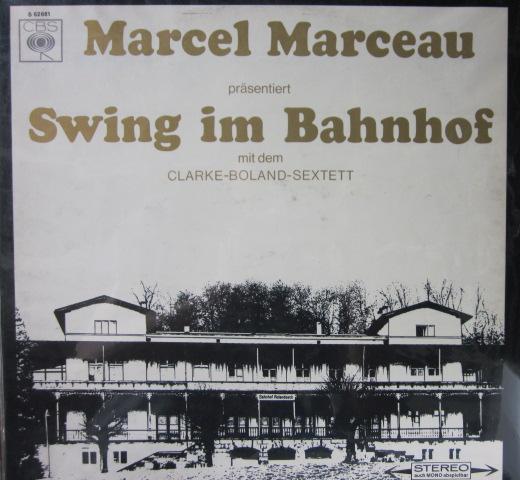 S 62681
CBS
Marcel Marceau
präsentiert
Swing im Bahnhof
mit dem
CLARKE-BOLAND-SEXTETT
Bahnhof Rolandseck
STEREO
auch MONO abspielbar